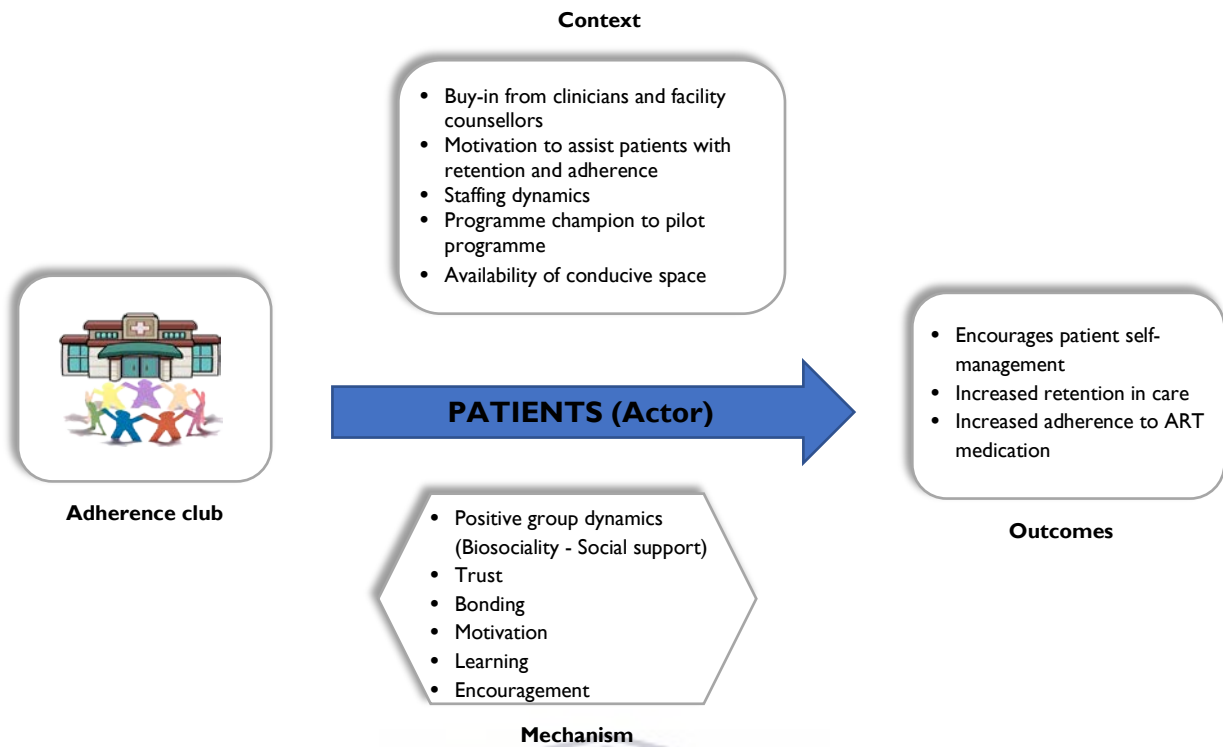 Context
• Buy-in from clinicians and facility
counsellors
• Motivation to assist patients with
retention and adherence
• Staffing dynamics
• Programme champion to pilot
programme
• Availability of conducive space
Adherence club
PATIENTS (Actor)
• Positive group dynamics
(Biosociality - Social support)
• Trust
• Bonding
• Motivation
• Learning
• Encouragement
Mechanism
• Encourages patient self-
management
• Increased retention in care
• Increased adherence to ART
medication
Outcomes